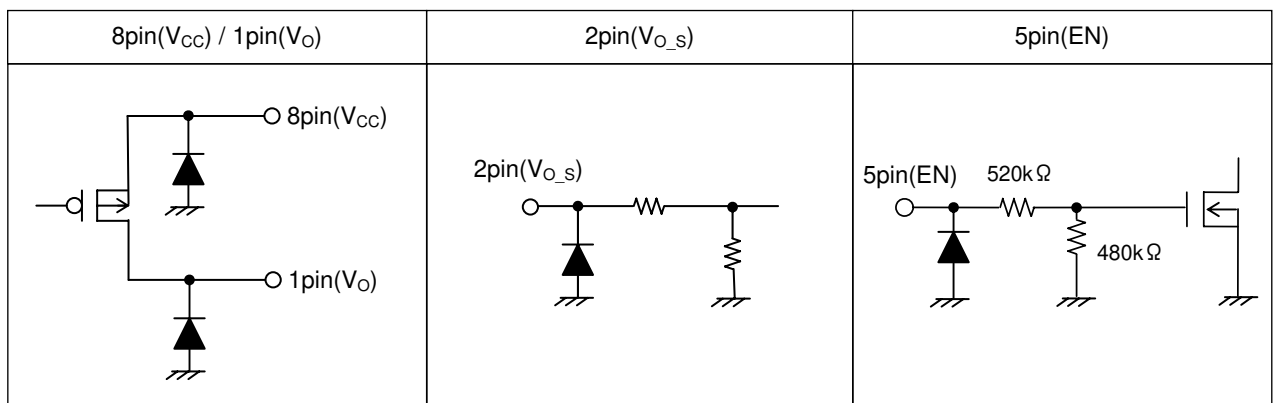 8pin(VCC) / 1pin(VO)
2pin(VO_S)
5pin(EN)
8pin(VCC)
1pin(VO)
2pin(VO_S)
5pin(EN)
520kΩ
480kΩ